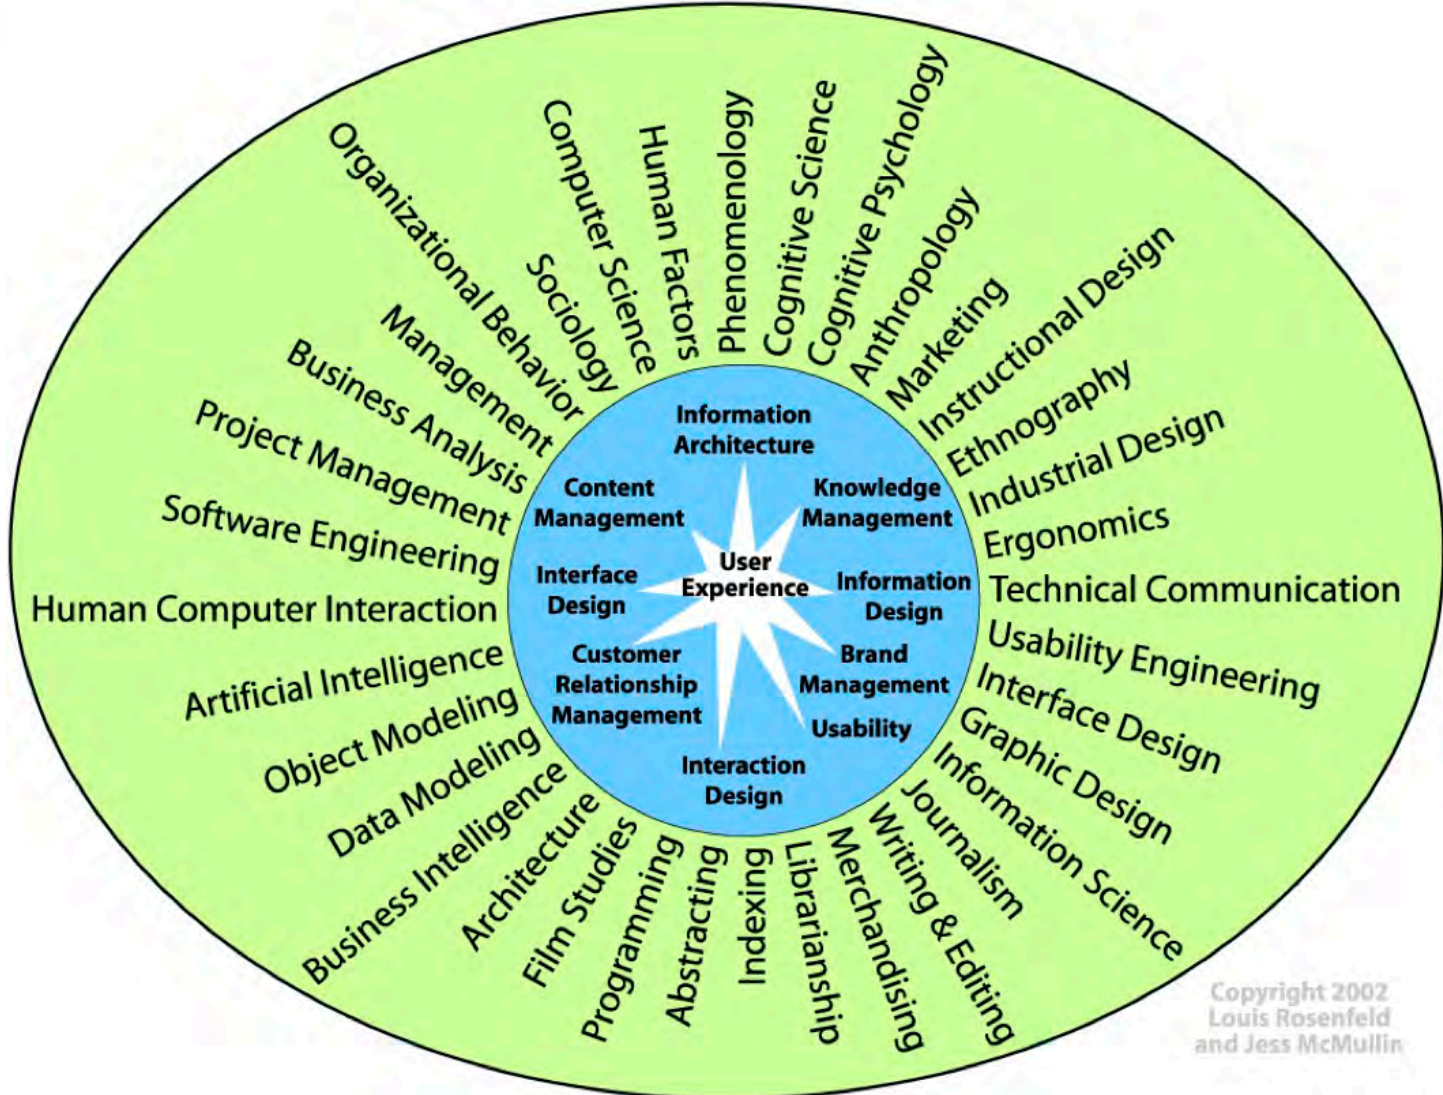 Phenomenology
Cognitive Science
Cognitive Psychology
Anthropology
Marketing
Instructional Design
Ethnography
Industrial Design
Ergonomics
Technical Communication
Usability Engineering
Interface Design
Graphic Design
Information Science
Journalism
Writing & Editing
Merchandising
Librarianship
Indexing
Abstracting
Programming
Film Studies
Architecture
Business Intelligence
Data Modeling
Object Modeling
Artificial Intelligence
Human Computer Interaction
Software Engineering
Project Management
Business Analysis
Management
Organizational Behavior
Sociology
Computer Science
Human Factors
Information
Architecture
Content
Management
Knowledge
Management
User
Experience
Interface
Design
Information
Design
Customer
Relationship
Management
Brand
Management
Usability
Interaction
Design
Copyright 2002
Louis Rosenfeld
and Jess McMullin